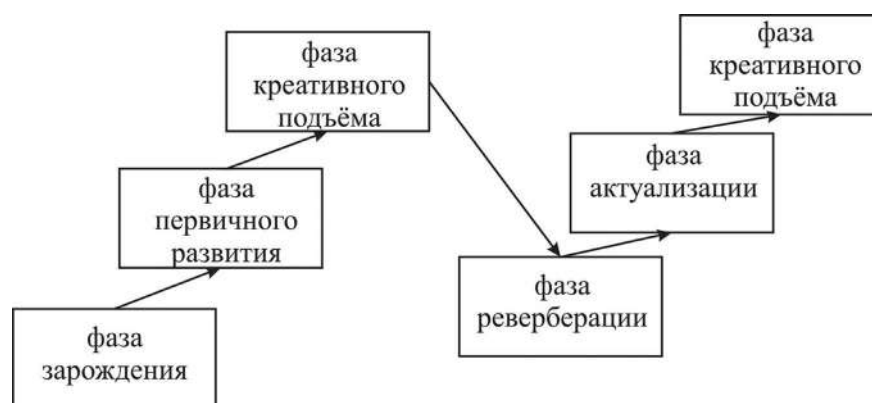 фаза
зарождения
фаза
первичного
развития
фаза
креативного
подъёма
фаза
реверберации
фаза
актуализации
фаза
креативного
подъёма